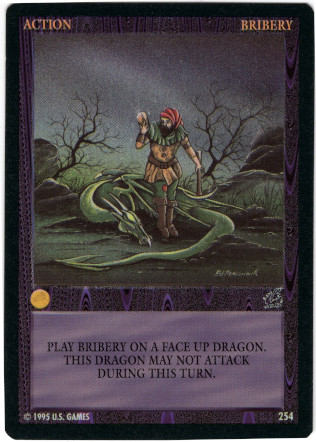 ACTION
BRIBERY
PLAY BRIBERY ON A FACE UP DRAGON.
THIS DRAGON MAY NOT ATTACK
DURING THIS TURN.
© 1995 U.S. GAMES
254